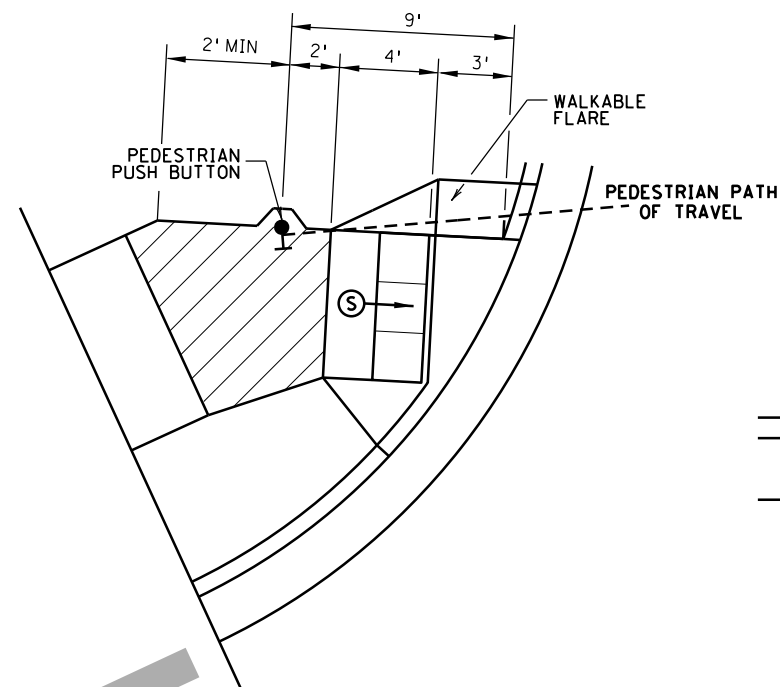 9'
2' MIN
2'
4'
3'
WALKABLE
FLARE
PEDESTRIAN
PUSH BUTTON
PEDESTRIAN PATH
OF TRAVEL
S